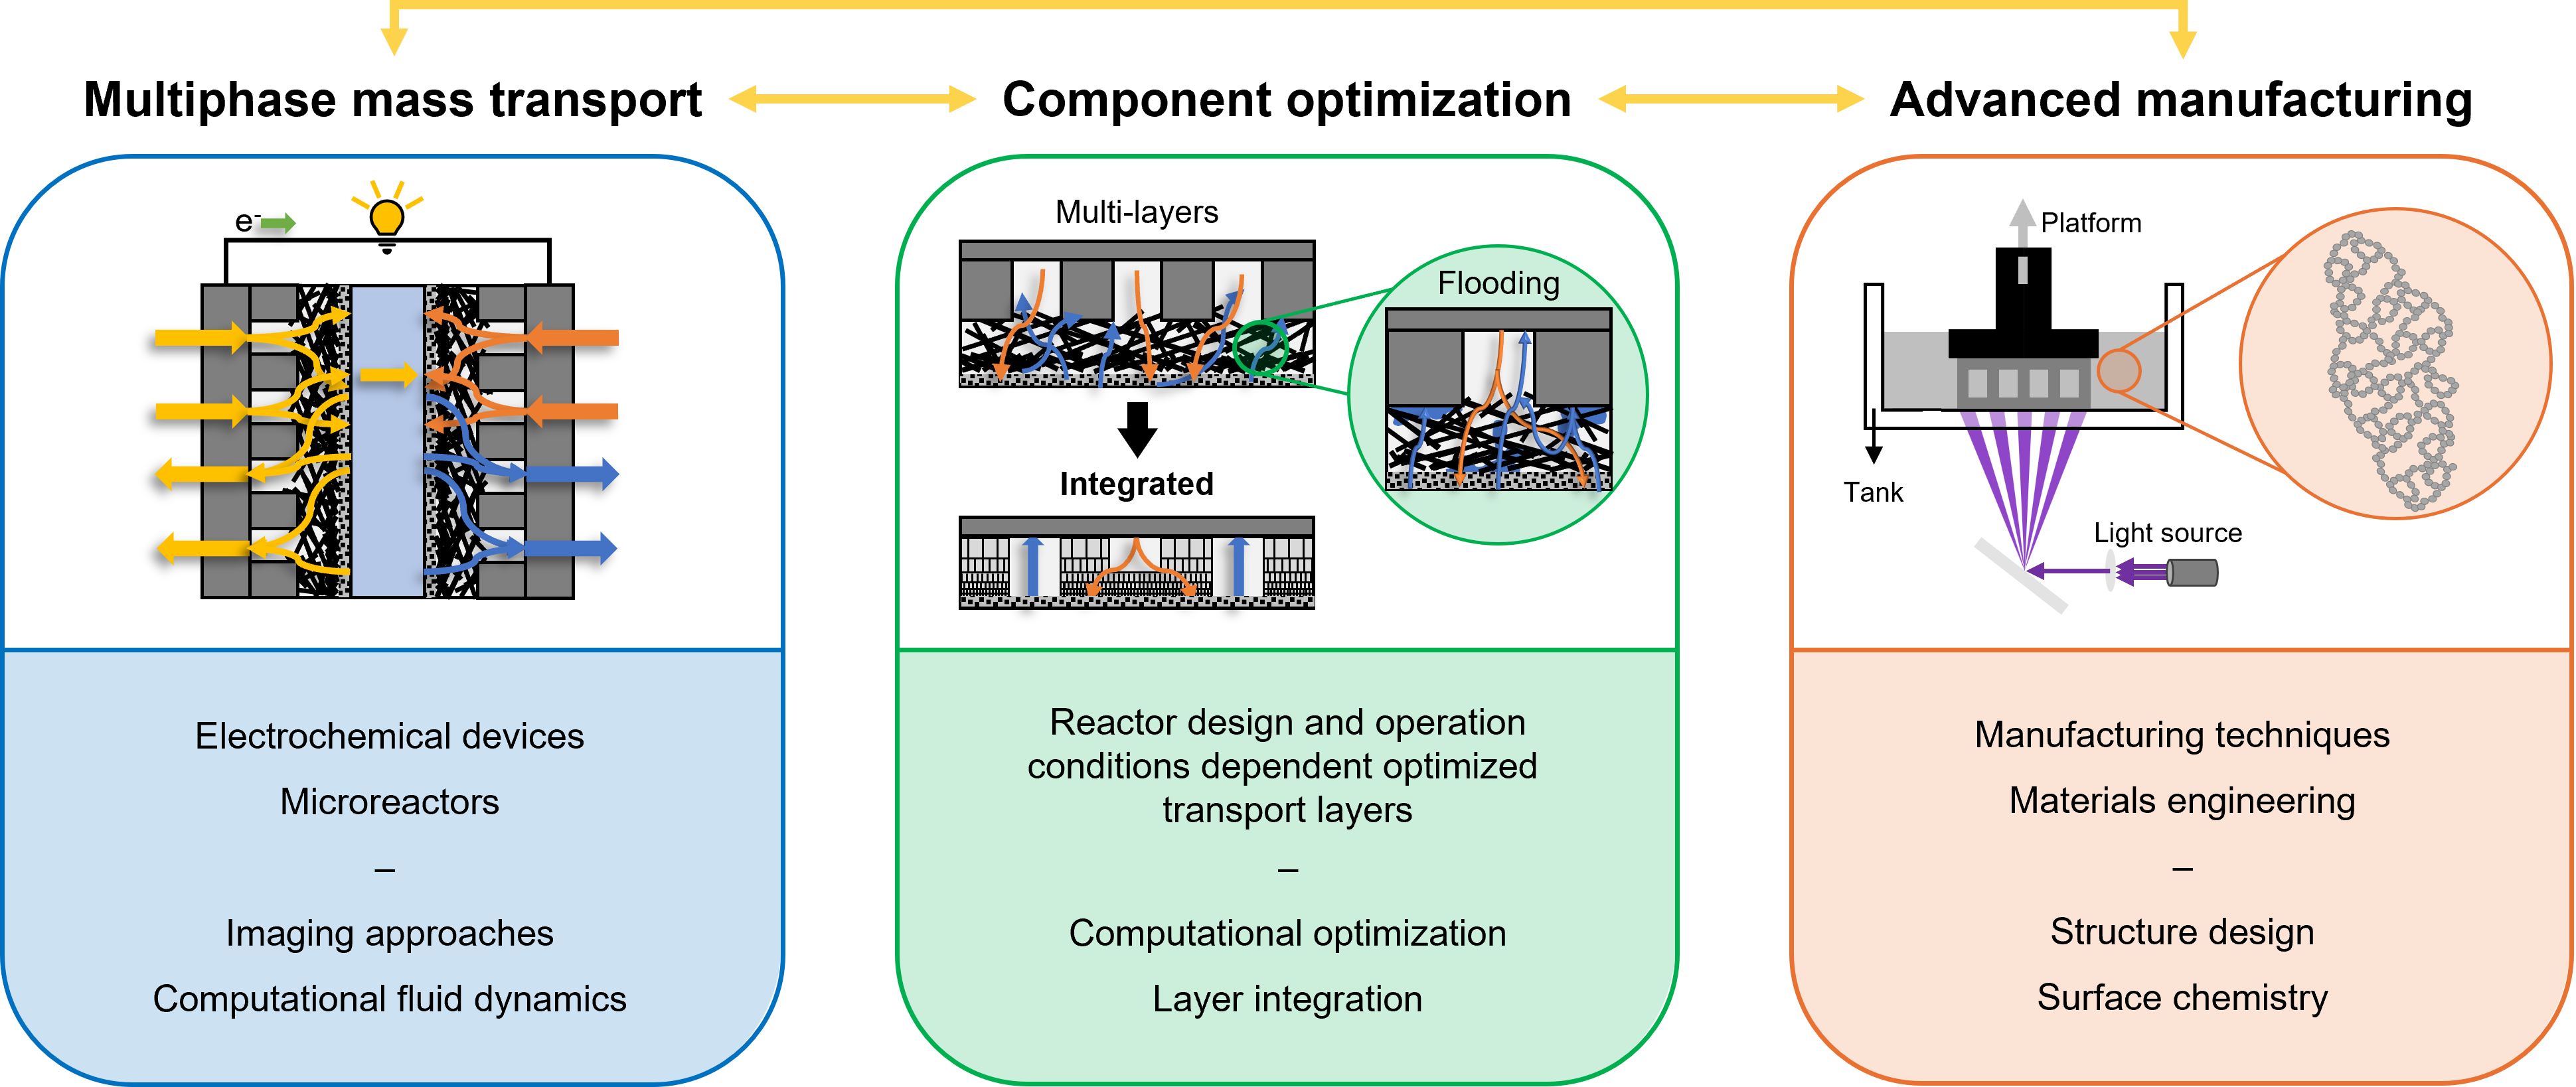 Multiphase mass transport
Component optimization
Advanced manufacturing
e-
Multi-layers
Flooding
Integrated
Platform
Tank
Light source
Electrochemical devices
Microreactors
–
Imaging approaches
Computational fluid dynamics
Reactor design and operation
conditions dependent optimized
transport layers
–
Computational optimization
Layer integration
Manufacturing techniques
Materials engineering
–
Structure design
Surface chemistry